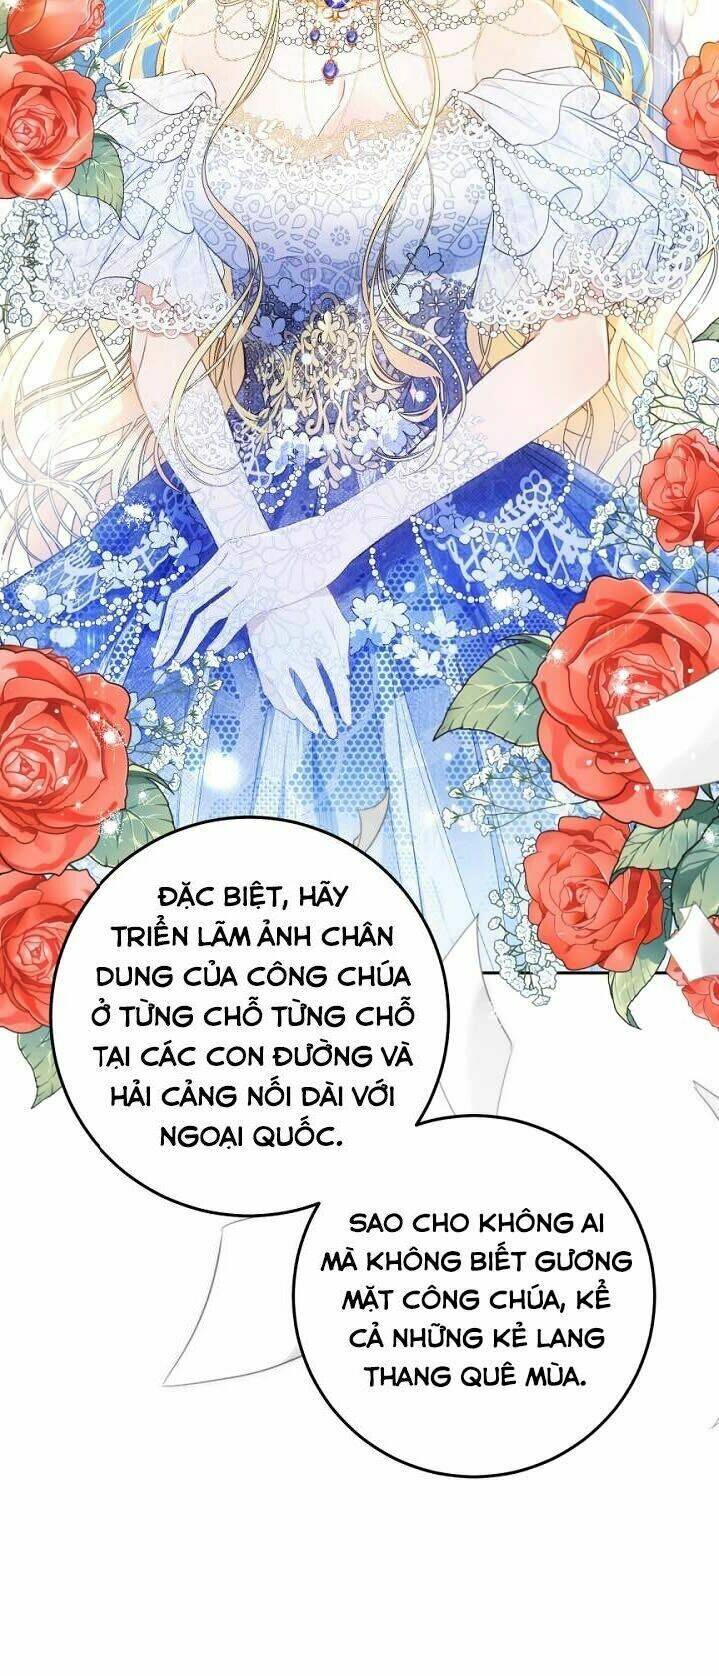 ĐẶC BIỆT, HÃY
TRIỂN LÃM ẢNH CHÂN
DUNG CỦA CÔNG CHÚA
Ở TỪNG CHỖ TỪNG CHỖ
TẠI CÁC CON ĐƯỜNG VÀ
HẢI CẢNG NỐI DÀI VỚI
NGOẠI QUỐC.
SAO CHO KHÔNG AI
MÀ KHÔNG BIẾT GƯƠNG
MẶT CÔNG CHÚA, KỂ
CẢ NHỮNG KẺ LANG
THANG QUÊ MÙA.